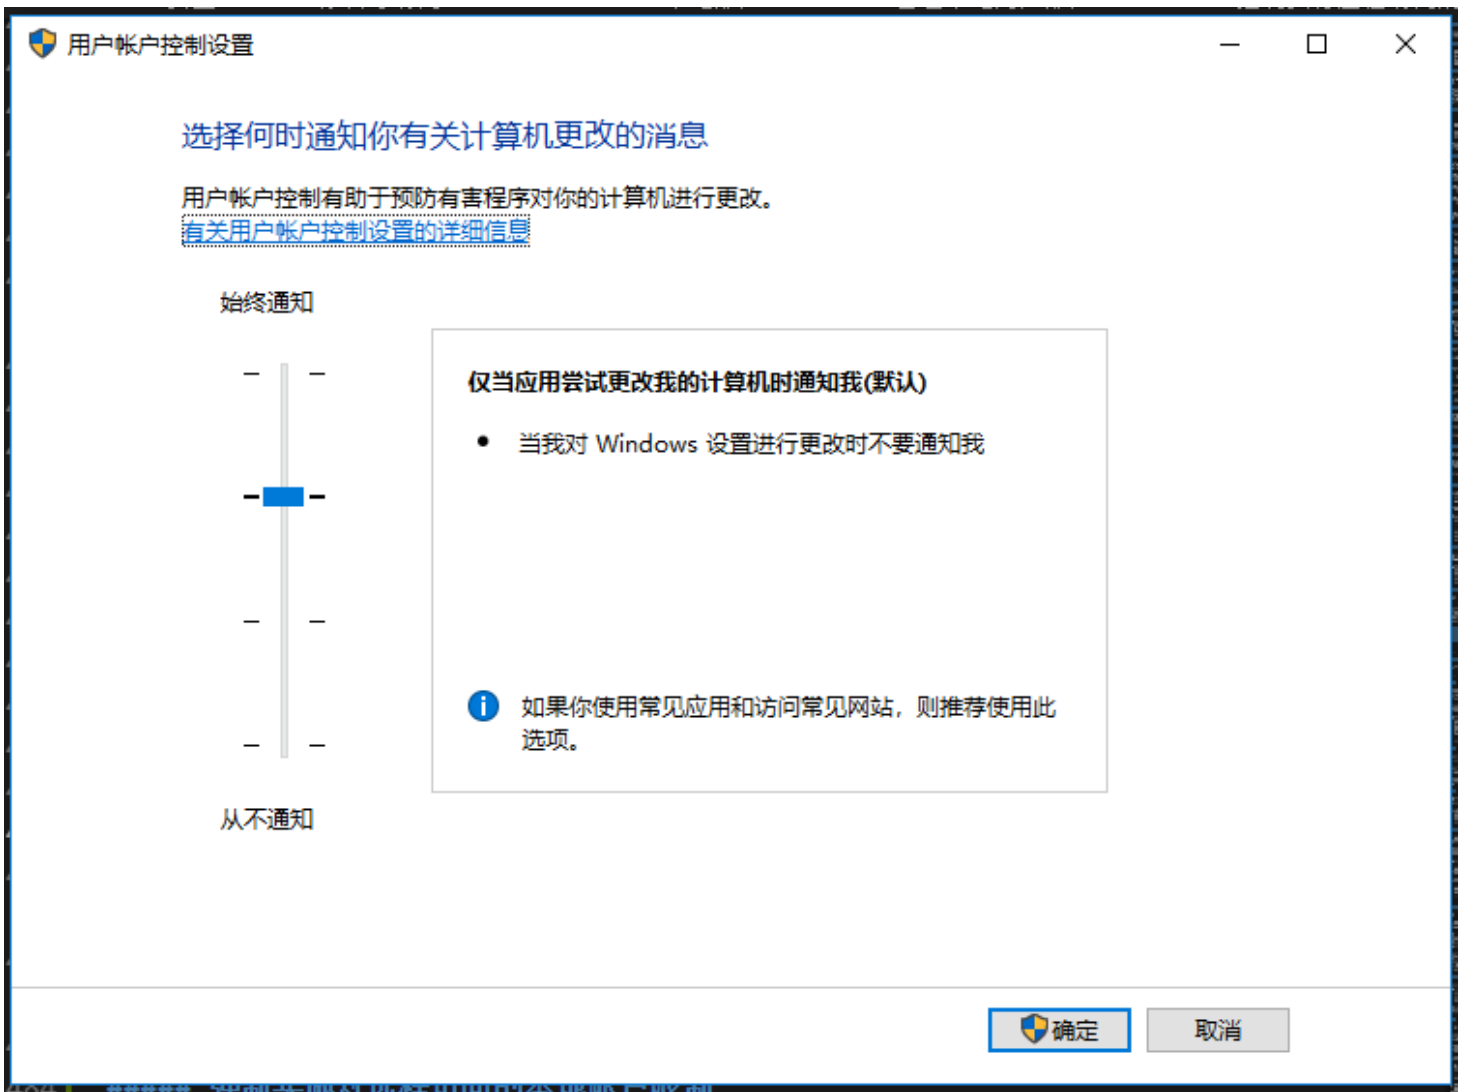 用户帐户控制设置
选择何时通知你有关计算机更改的消息
用户帐户控制有助于预防有害程序对你的计算机进行更改。
有关用户帐户控制设置的详细信息
始终通知
仅当应用尝试更改我的计算机时通知我(默认)
● 当我对 Windows 设置进行更改时不要通知我
如果你使用常见应用和访问常见网站，则推荐使用此
选项。
从不通知
确定
取消